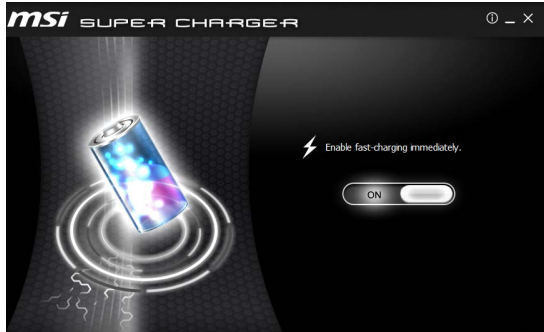 msi SUPER CHARGER
Enable fast-charging immediately.
ON